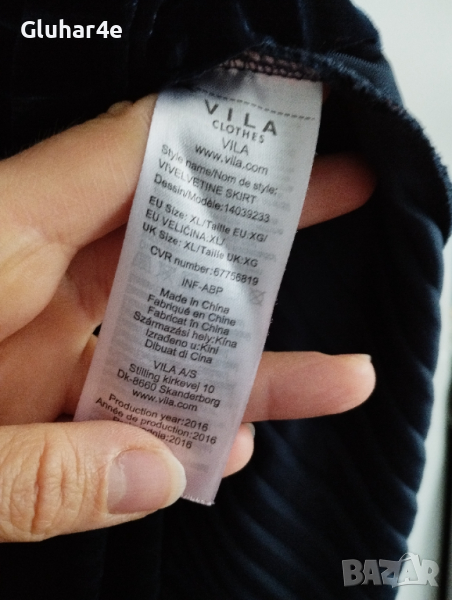 Gluhar4e
VILA
CLOTHES
VILA
www.vila.com
Style name/Nom de style:
VIVELVETINE SKIRT
Dessin/Modèle: 14039233
EU Size: XL/Taille EU:XG/
EU VELIČINA:XL/
UK Size: XL/Taille UK:XG
CVR number:67756819
INF-ABP
Made in China
Fabriqué en Chine
Fabricat în China
Származási hely:Kína
Izrađeno u:Kini
Dibuat di Cina
VILA A/S
Stilling kirkevej 10
Dk-8660 Skanderborg
www.vila.com
Production year:2016
Année de production:2016
:2016
BAZAR